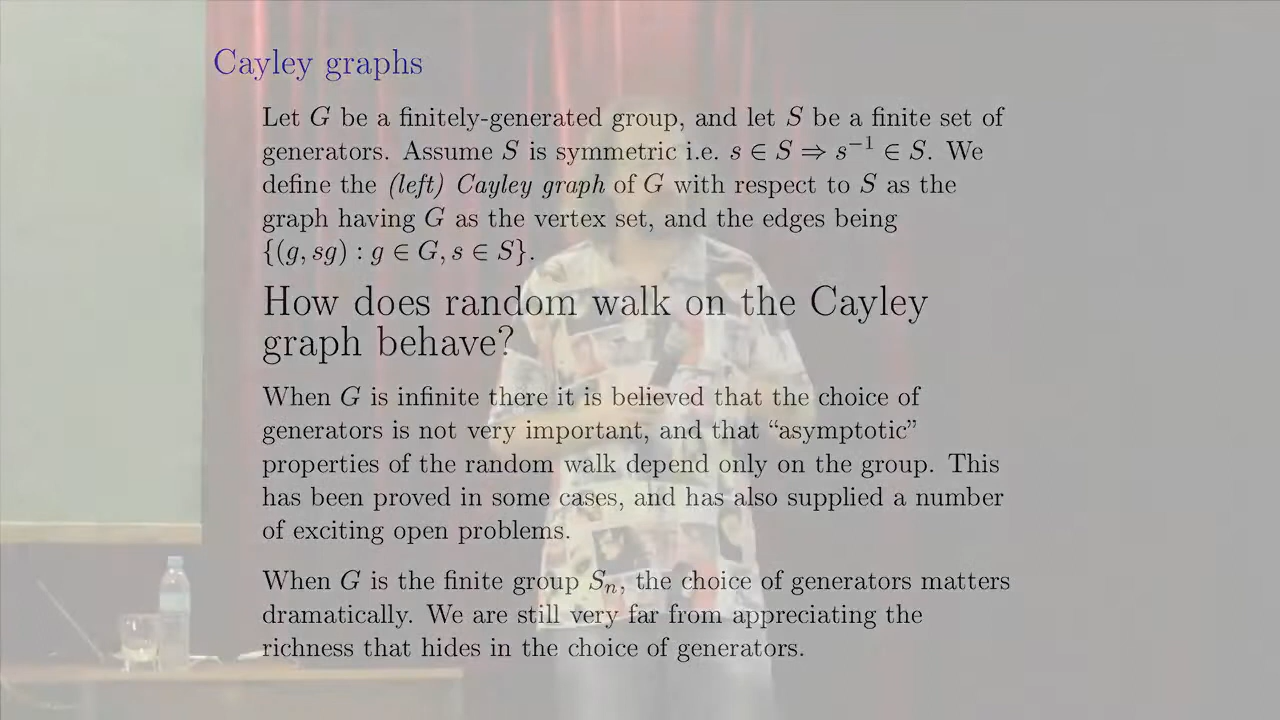 Cayley graphs
Let G be a finitely-generated group, and let S be a finite set of
generators. Assume S is symmetric i.e. s ∈ S ⇒ s⁻¹ ∈ S. We
define the (left) Cayley graph of G with respect to S as the
graph having G as the vertex set, and the edges being
{(g, sg) : g ∈ G, s ∈ S}.
How does random walk on the Cayley
graph behave?
When G is infinite there it is believed that the choice of
generators is not very important, and that “asymptotic”
properties of the random walk depend only on the group. This
has been proved in some cases, and has also supplied a number
of exciting open problems.
When G is the finite group Sₙ, the choice of generators matters
dramatically. We are still very far from appreciating the
richness that hides in the choice of generators.